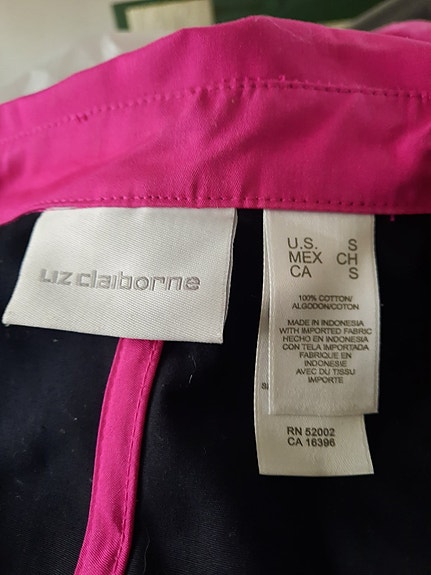 LIZ claiborne
U.S. S
MEX CH
CA S
100% COTTON/
ALGODON/COTON
MADE IN INDONESIA
WITH IMPORTED FABRIC
HECHO EN INDONESIA
CON TELA IMPORTADA
FABRIQUE EN
INDONESIE
AVEC DU TISSU
IMPORTE
RN 52002
CA 16396